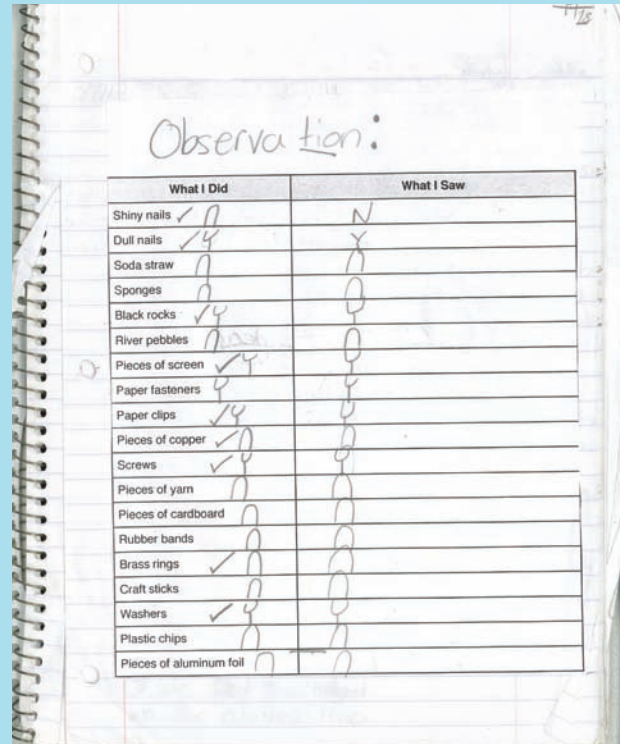 11/18
Observation:
What I Did What I Saw
Shiny nails ✓ n N
Dull nails ✓ y Y
Soda straw n n
Sponges n n
Black rocks ✓ y y
River pebbles n n
Pieces of screen ✓ y y
Paper fasteners y y
Paper clips ✓ y y
Pieces of copper ✓ n n
Screws ✓ y y
Pieces of yarn n n
Pieces of cardboard n n
Rubber bands n n
Brass rings ✓ n n
Craft sticks n n
Washers ✓ y y
Plastic chips n n
Pieces of aluminum foil n n